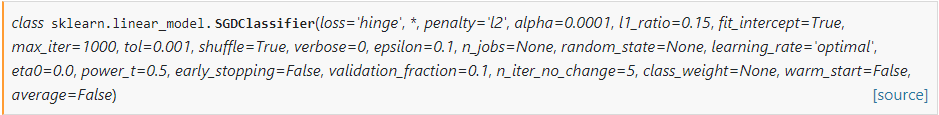 class sklearn.linear_model.SGDClassifier(loss='hinge', *, penalty='l2', alpha=0.0001, l1_ratio=0.15, fit_intercept=True,
max_iter=1000, tol=0.001, shuffle=True, verbose=0, epsilon=0.1, n_jobs=None, random_state=None, learning_rate='optimal',
eta0=0.0, power_t=0.5, early_stopping=False, validation_fraction=0.1, n_iter_no_change=5, class_weight=None, warm_start=False,
average=False) [source]